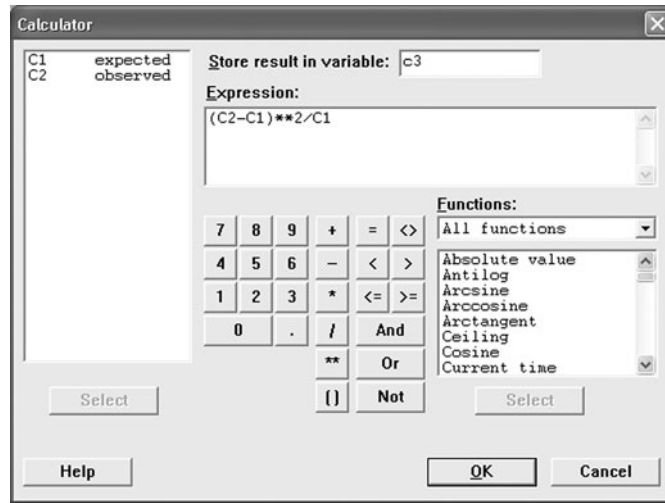 Calculator
C1 expected
C2 observed
Store result in variable: c3
Expression:
(C2-C1)**2/C1
Functions:
All functions
7 8 9 + = <>
4 5 6 - < >
1 2 3 * <= >=
0 . / And
** Or
() Not
Absolute value
Antilog
Arcsine
Arccosine
Arctangent
Ceiling
Cosine
Current time
Select
Select
Help
OK
Cancel